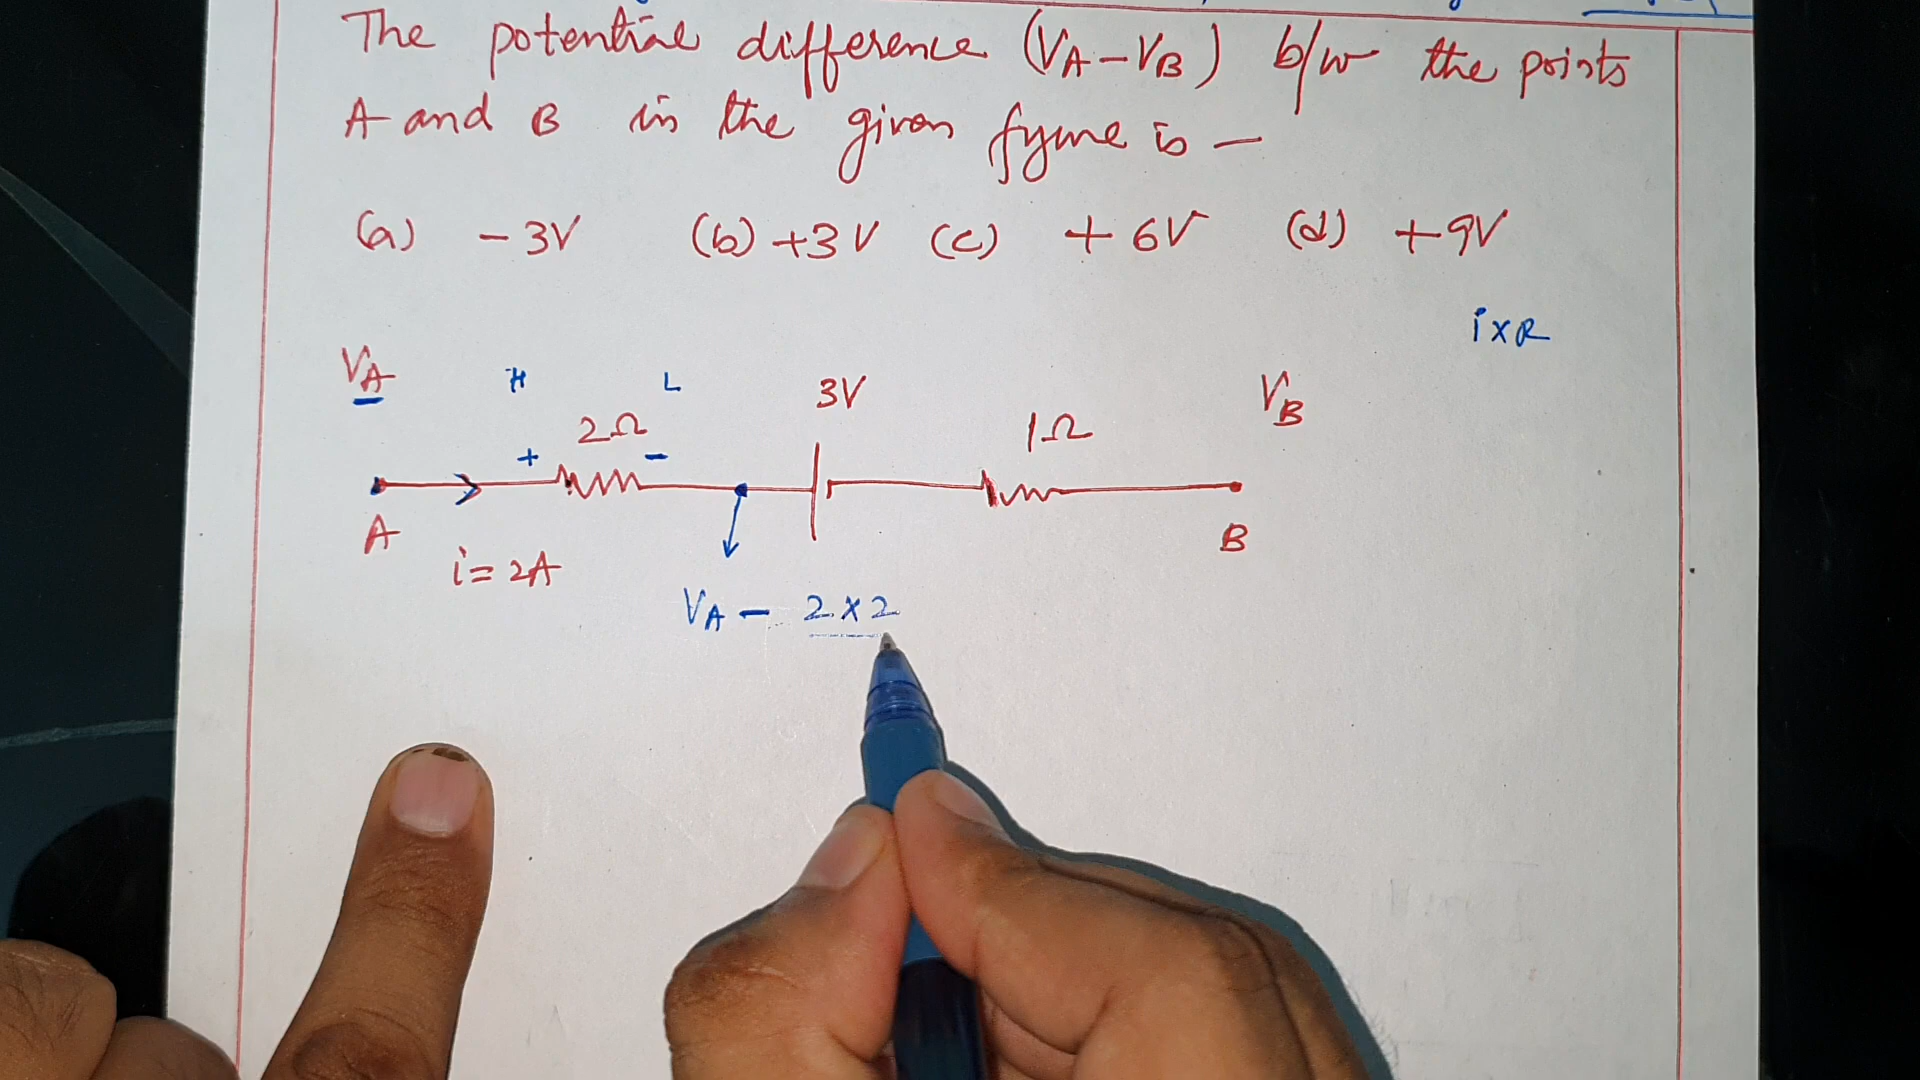 The potential difference (VA-VB) b/w the points
A and B in the given figure is —
(a) -3V (b) +3V (c) +6V (d) +9V
i×R
VA H L 3V VB
2Ω 1Ω
+ -
A B
i=2A
VA - 2×2